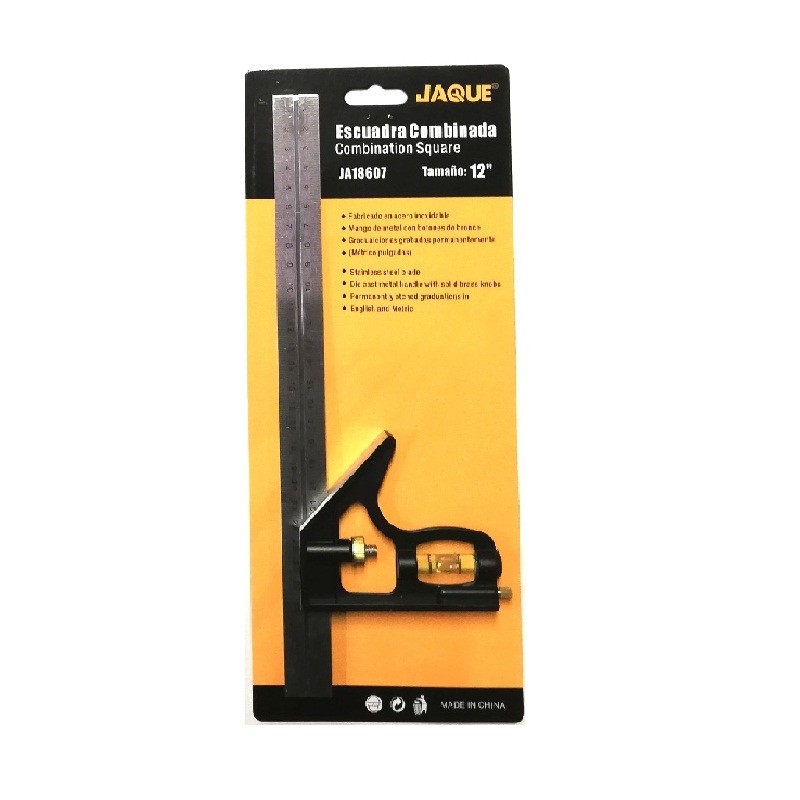 JAQUE®
Escuadra Combinada
Combination Square
JA18607 Tamaño: 12"
Fabricado en acero inoxidable
Mango de metal con botones de bronce
Graduaciones grabadas permanentemente
(Métrico pulgadas)
Stainless steel blade
Die cast metal handle with solid brass knobs
Permanently etched graduations in
English and Metric
MADE IN CHINA